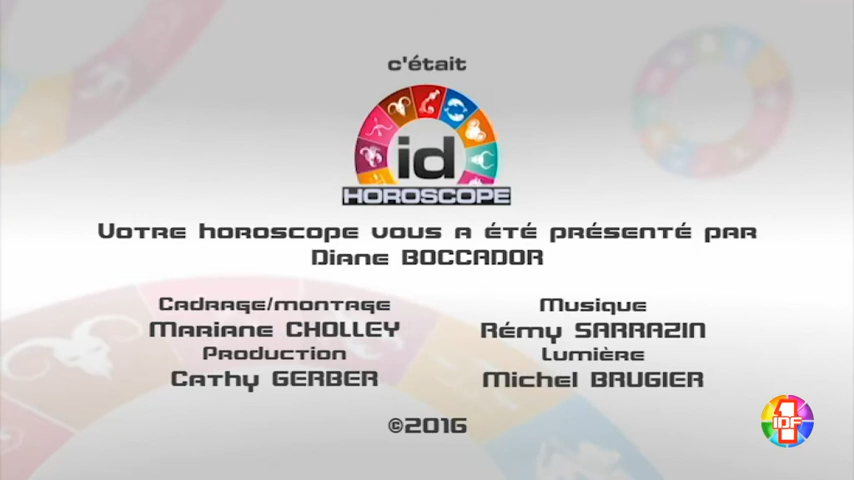 c'était
id
HOROSCOPE
Votre horoscope vous a été présenté par
Diane BOCCADOR
Cadrage/montage
Mariane CHOLLEY
Production
Cathy GERBER
Musique
Rémy SARRAZIN
Lumière
Michel BRUGIER
©2016
1
IDF